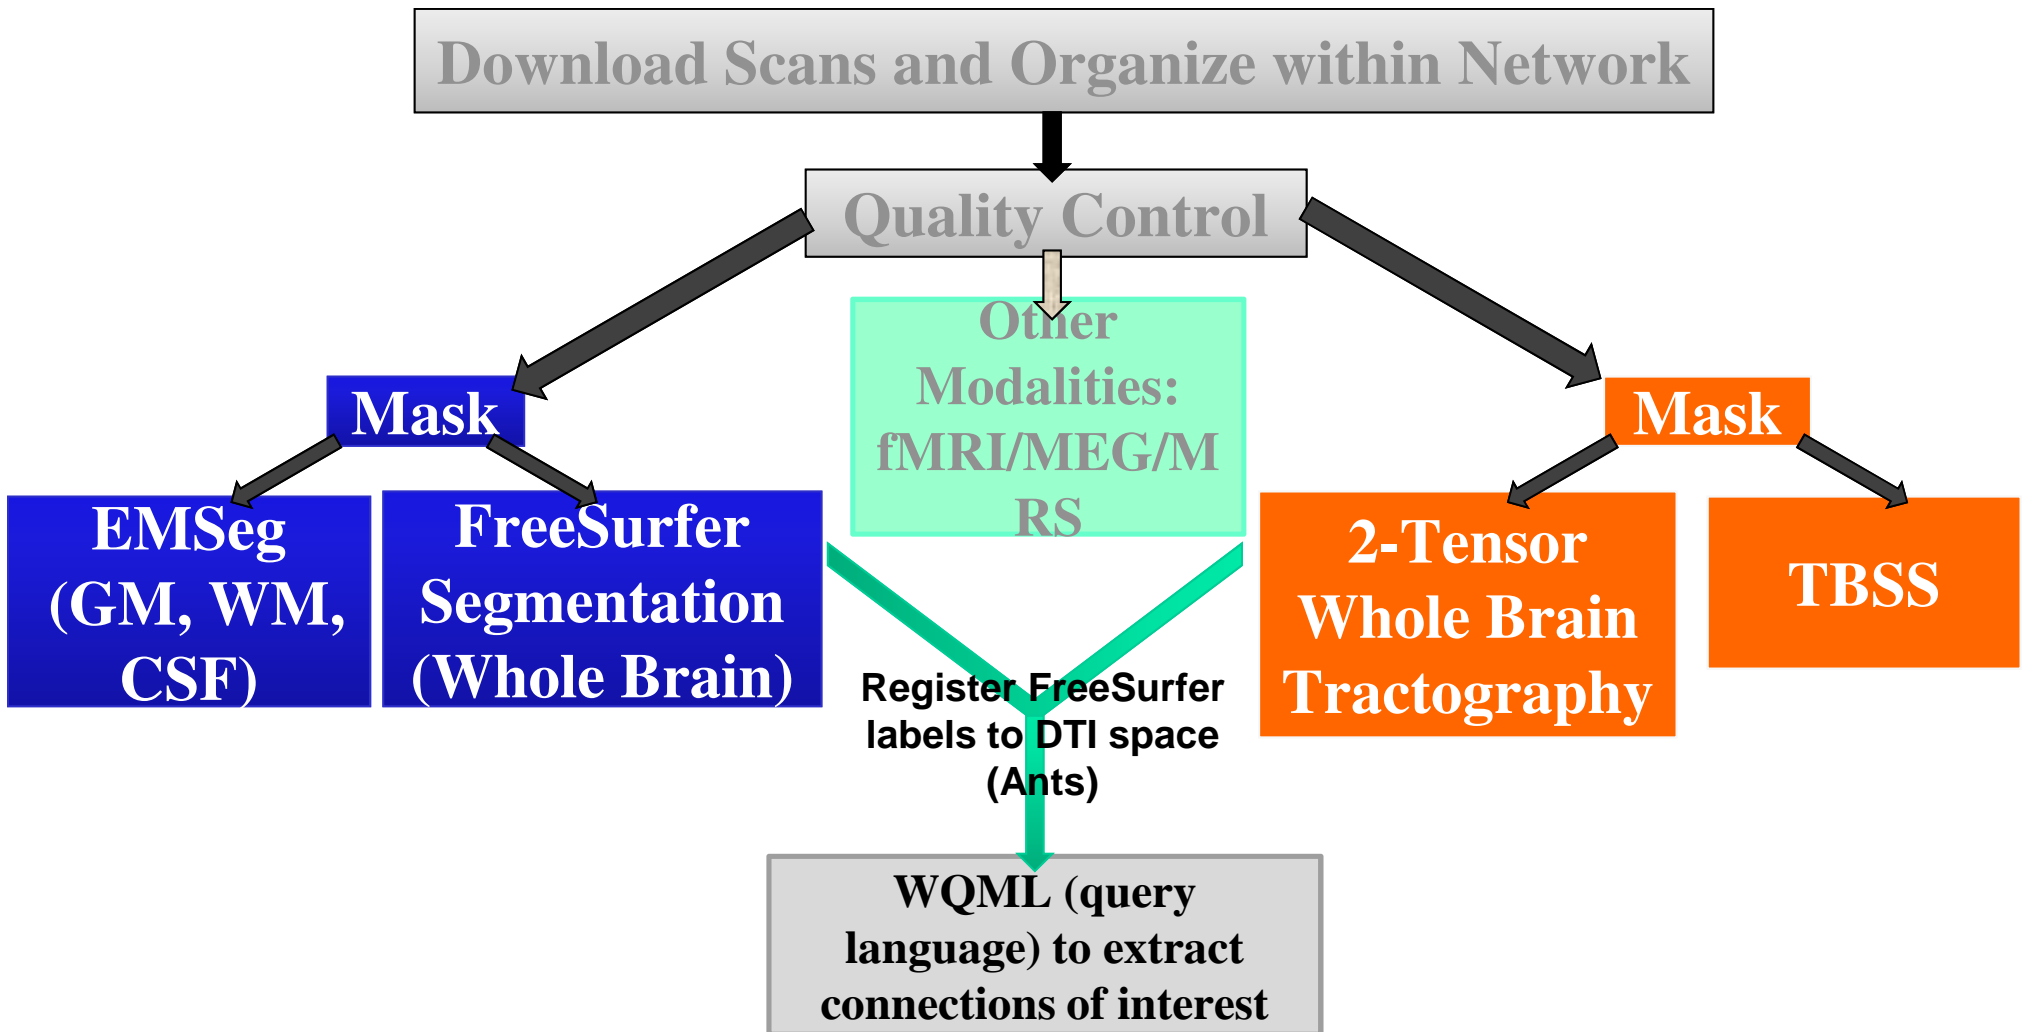 Download Scans and Organize within Network
Quality Control
Other
Modalities:
fMRI/MEG/M
RS
Mask
Mask
EMSeg
(GM, WM,
CSF)
FreeSurfer
Segmentation
(Whole Brain)
2-Tensor
Whole Brain
Tractography
TBSS
Register FreeSurfer
labels to DTI space
(Ants)
WQML (query
language) to extract
connections of interest